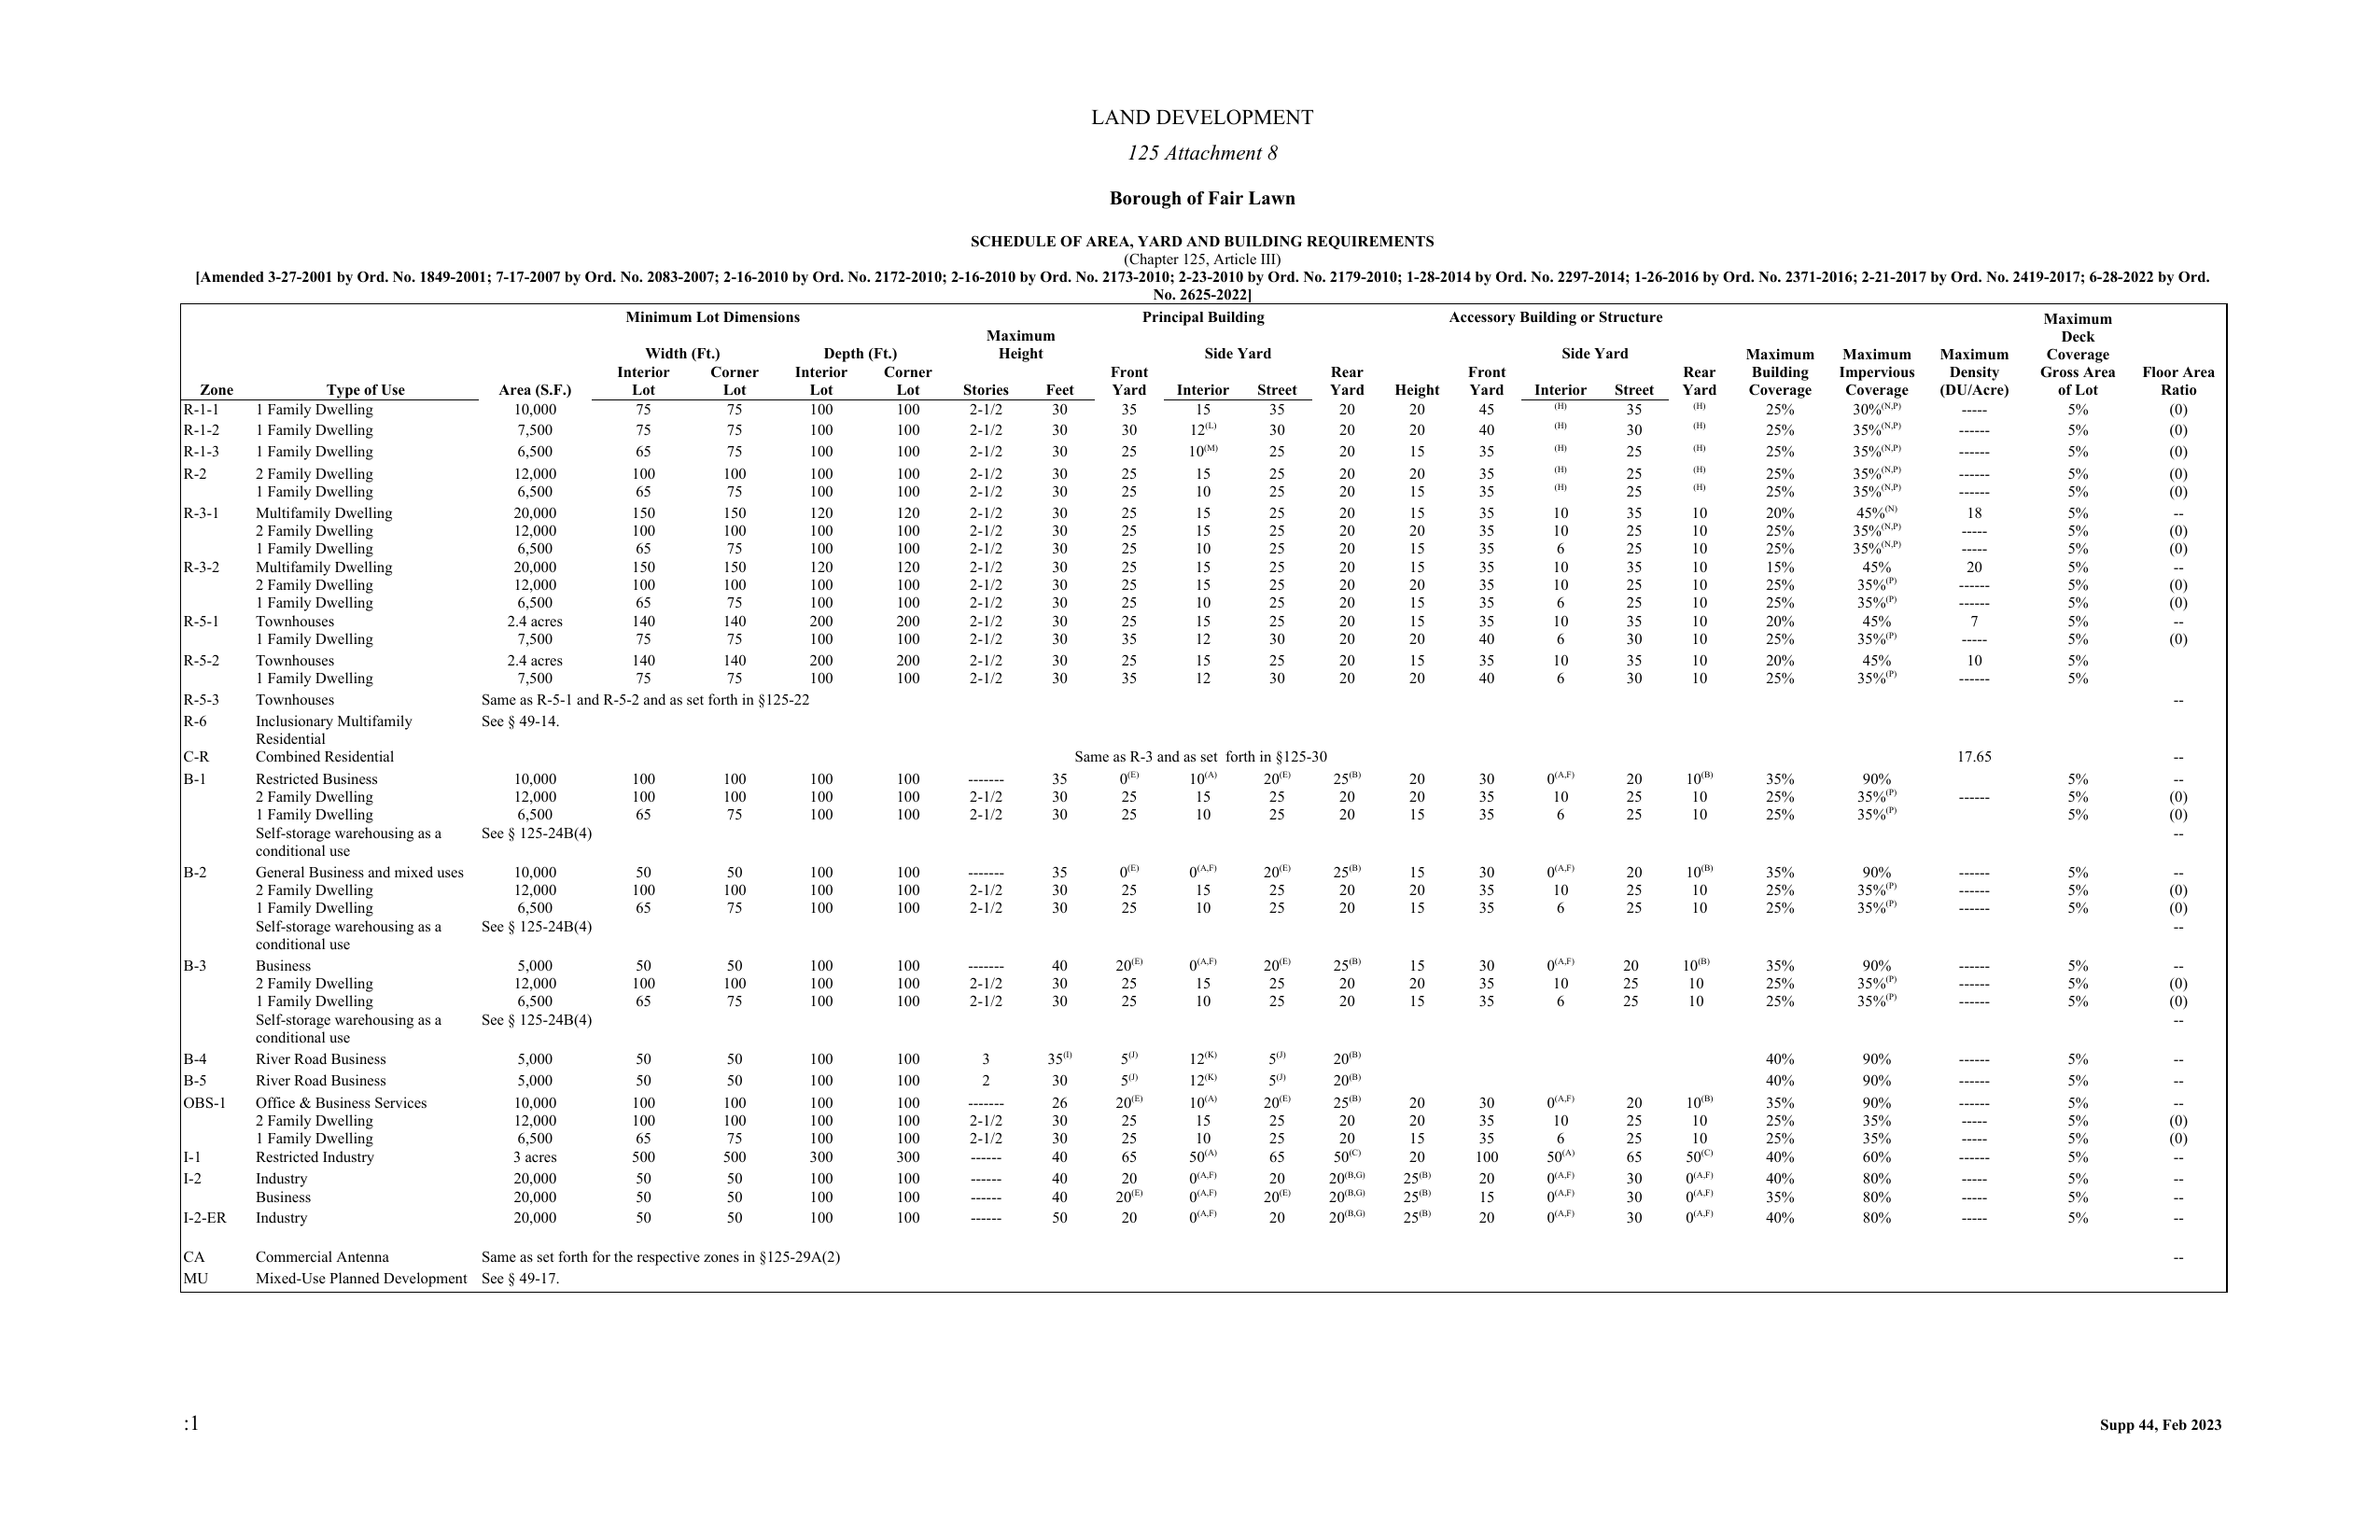 LAND DEVELOPMENT
125 Attachment 8
Borough of Fair Lawn
SCHEDULE OF AREA, YARD AND BUILDING REQUIREMENTS
(Chapter 125, Article III)
[Amended 3-27-2001 by Ord. No. 1849-2001; 7-17-2007 by Ord. No. 2083-2007; 2-16-2010 by Ord. No. 2172-2010; 2-16-2010 by Ord. No. 2173-2010; 2-23-2010 by Ord. No. 2179-2010; 1-28-2014 by Ord. No. 2297-2014; 1-26-2016 by Ord. No. 2371-2016; 2-21-2017 by Ord. No. 2419-2017; 6-28-2022 by Ord.
No. 2625-2022]
Minimum Lot Dimensions Principal Building Accessory Building or Structure Maximum
Maximum Deck
Width (Ft.) Depth (Ft.) Height Side Yard Side Yard Maximum Maximum Maximum Coverage
Interior Corner Interior Corner Front Rear Front Rear Building Impervious Density Gross Area Floor Area
Zone Type of Use Area (S.F.) Lot Lot Lot Lot Stories Feet Yard Interior Street Yard Height Yard Interior Street Yard Coverage Coverage (DU/Acre) of Lot Ratio
R-1-1 1 Family Dwelling 10,000 75 75 100 100 2-1/2 30 35 15 35 20 20 45 (H) 35 (H) 25% 30%(N,P) ----- 5% (0)
R-1-2 1 Family Dwelling 7,500 75 75 100 100 2-1/2 30 30 12(L) 30 20 20 40 (H) 30 (H) 25% 35%(N,P) ------ 5% (0)
R-1-3 1 Family Dwelling 6,500 65 75 100 100 2-1/2 30 25 10(M) 25 20 15 35 (H) 25 (H) 25% 35%(N,P) ------ 5% (0)
R-2 2 Family Dwelling 12,000 100 100 100 100 2-1/2 30 25 15 25 20 20 35 (H) 25 (H) 25% 35%(N,P) ------ 5% (0)
1 Family Dwelling 6,500 65 75 100 100 2-1/2 30 25 10 25 20 15 35 (H) 25 (H) 25% 35%(N,P) ------ 5% (0)
R-3-1 Multifamily Dwelling 20,000 150 150 120 120 2-1/2 30 25 15 25 20 15 35 10 35 10 20% 45%(N) 18 5% --
2 Family Dwelling 12,000 100 100 100 100 2-1/2 30 25 15 25 20 20 35 10 25 10 25% 35%(N,P) ----- 5% (0)
1 Family Dwelling 6,500 65 75 100 100 2-1/2 30 25 10 25 20 15 35 6 25 10 25% 35%(N,P) ----- 5% (0)
R-3-2 Multifamily Dwelling 20,000 150 150 120 120 2-1/2 30 25 15 25 20 15 35 10 35 10 15% 45% 20 5% --
2 Family Dwelling 12,000 100 100 100 100 2-1/2 30 25 15 25 20 20 35 10 25 10 25% 35%(P) ------ 5% (0)
1 Family Dwelling 6,500 65 75 100 100 2-1/2 30 25 10 25 20 15 35 6 25 10 25% 35%(P) ------ 5% (0)
R-5-1 Townhouses 2.4 acres 140 140 200 200 2-1/2 30 25 15 25 20 15 35 10 35 10 20% 45% 7 5% --
1 Family Dwelling 7,500 75 75 100 100 2-1/2 30 35 12 30 20 20 40 6 30 10 25% 35%(P) ----- 5% (0)
R-5-2 Townhouses 2.4 acres 140 140 200 200 2-1/2 30 25 15 25 20 15 35 10 35 10 20% 45% 10 5%
1 Family Dwelling 7,500 75 75 100 100 2-1/2 30 35 12 30 20 20 40 6 30 10 25% 35%(P) ------ 5%
R-5-3 Townhouses Same as R-5-1 and R-5-2 and as set forth in §125-22 --
R-6 Inclusionary Multifamily See § 49-14.
Residential
C-R Combined Residential Same as R-3 and as set forth in §125-30 17.65 --
B-1 Restricted Business 10,000 100 100 100 100 ------- 35 0(E) 10(A) 20(E) 25(B) 20 30 0(A,F) 20 10(B) 35% 90% 5% --
2 Family Dwelling 12,000 100 100 100 100 2-1/2 30 25 15 25 20 20 35 10 25 10 25% 35%(P) ------ 5% (0)
1 Family Dwelling 6,500 65 75 100 100 2-1/2 30 25 10 25 20 15 35 6 25 10 25% 35%(P) 5% (0)
Self-storage warehousing as a See § 125-24B(4) --
conditional use
B-2 General Business and mixed uses 10,000 50 50 100 100 ------- 35 0(E) 0(A,F) 20(E) 25(B) 15 30 0(A,F) 20 10(B) 35% 90% ------ 5% --
2 Family Dwelling 12,000 100 100 100 100 2-1/2 30 25 15 25 20 20 35 10 25 10 25% 35%(P) ------ 5% (0)
1 Family Dwelling 6,500 65 75 100 100 2-1/2 30 25 10 25 20 15 35 6 25 10 25% 35%(P) ------ 5% (0)
Self-storage warehousing as a See § 125-24B(4) --
conditional use
B-3 Business 5,000 50 50 100 100 ------- 40 20(E) 0(A,F) 20(E) 25(B) 15 30 0(A,F) 20 10(B) 35% 90% ------ 5% --
2 Family Dwelling 12,000 100 100 100 100 2-1/2 30 25 15 25 20 20 35 10 25 10 25% 35%(P) ------ 5% (0)
1 Family Dwelling 6,500 65 75 100 100 2-1/2 30 25 10 25 20 15 35 6 25 10 25% 35%(P) ------ 5% (0)
Self-storage warehousing as a See § 125-24B(4) --
conditional use
B-4 River Road Business 5,000 50 50 100 100 3 35(I) 5(J) 12(K) 5(J) 20(B) 40% 90% ------ 5% --
B-5 River Road Business 5,000 50 50 100 100 2 30 5(J) 12(K) 5(J) 20(B) 40% 90% ------ 5% --
OBS-1 Office & Business Services 10,000 100 100 100 100 ------- 26 20(E) 10(A) 20(E) 25(B) 20 30 0(A,F) 20 10(B) 35% 90% ------ 5% --
2 Family Dwelling 12,000 100 100 100 100 2-1/2 30 25 15 25 20 20 35 10 25 10 25% 35% ----- 5% (0)
1 Family Dwelling 6,500 65 75 100 100 2-1/2 30 25 10 25 20 15 35 6 25 10 25% 35% ----- 5% (0)
I-1 Restricted Industry 3 acres 500 500 300 300 ------ 40 65 50(A) 65 50(C) 20 100 50(A) 65 50(C) 40% 60% ------ 5% --
I-2 Industry 20,000 50 50 100 100 ------ 40 20 0(A,F) 20 20(B,G) 25(B) 20 0(A,F) 30 0(A,F) 40% 80% ----- 5% --
Business 20,000 50 50 100 100 ------ 40 20(E) 0(A,F) 20(E) 20(B,G) 25(B) 15 0(A,F) 30 0(A,F) 35% 80% ----- 5% --
I-2-ER Industry 20,000 50 50 100 100 ------ 50 20 0(A,F) 20 20(B,G) 25(B) 20 0(A,F) 30 0(A,F) 40% 80% ----- 5% --
CA Commercial Antenna Same as set forth for the respective zones in §125-29A(2) --
MU Mixed-Use Planned Development See § 49-17.
:1 Supp 44, Feb 2023